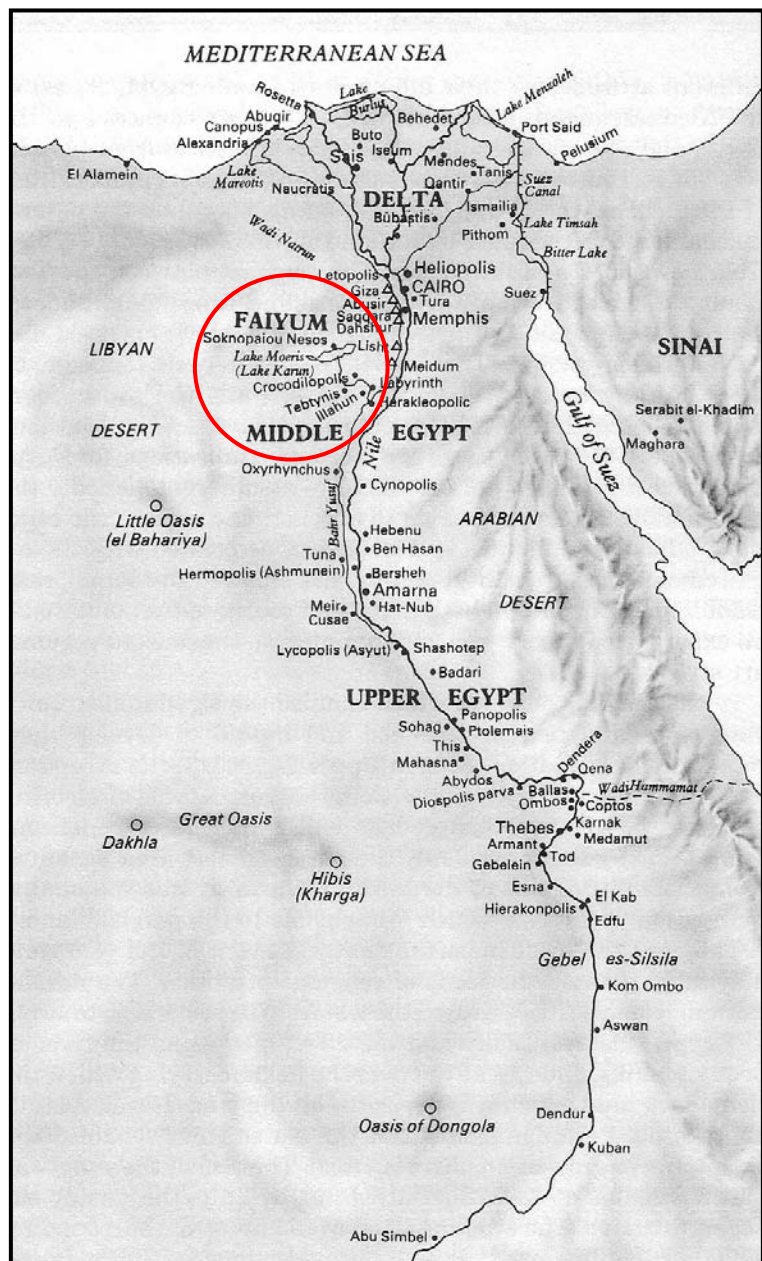 MEDITERRANEAN SEA
Rosetta
Lake
Burlus
Behedet
Lake Menzoleh
Abuqir
Canopus
Alexandria
Buto
Port Said
Sais
Iseum
Mendes
Tanis
Pelusium
El Alamein
Lake
Mareotis
Naucratis
Qantir
Suez
Canal
DELTA
Ismailia
Wadi Natrun
Būbastis
Pithom
Lake Timsah
Bitter Lake
Letopolis
Heliopolis
Giza
CAIRO
Suez
Abusir
Tura
Saqqara
Memphis
FAIYUM
Dahshur
Soknopaiou Nesos
Lisht
LIBYAN
SINAI
Lake Moeris
(Lake Karun)
Meidum
Crocodilopolis
Labyrinth
Tebtynis
Illahun
Herakleopolic
Serabit el-Khadim
DESERT
MIDDLE
EGYPT
Gulf of Suez
Maghara
Nile
Oxyrhynchus
Cynopolis
Bahr Yusuf
Little Oasis
(el Bahariya)
ARABIAN
Hebenu
Tuna
Ben Hasan
Hermopolis (Ashmunein)
Bersheh
Amarna
Meir
Hat-Nub
DESERT
Cusae
Lycopolis (Asyut)
Shashotep
Badari
UPPER
EGYPT
Panopolis
Sohag
Ptolemais
This
Mahasna
Dendera
Abydos
Qena
Diospolis parva
Ballas
Wadi Hammamat
Ombos
Coptos
Great Oasis
Dakhla
Thebes
Karnak
Armant
Medamut
Tod
Gebelein
Hibis
(Kharga)
Esna
El Kab
Hierakonpolis
Edfu
Gebel es-Silsila
Kom Ombo
Aswan
Oasis of Dongola
Dendur
Kuban
Abu Simbel